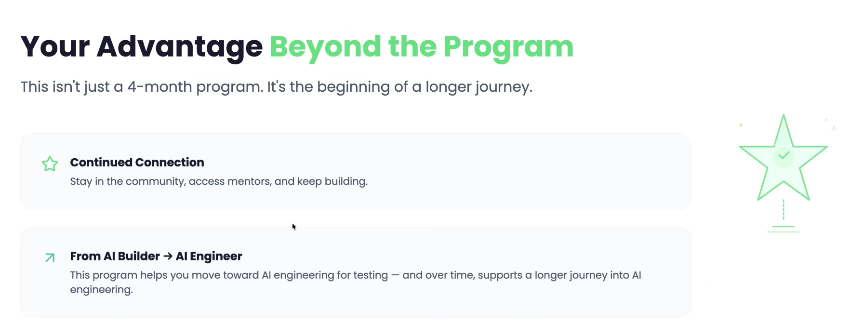 Your Advantage Beyond the Program
This isn't just a 4-month program. It's the beginning of a longer journey.
Continued Connection
Stay in the community, access mentors, and keep building.
From AI Builder → AI Engineer
This program helps you move toward AI engineering for testing — and over time, supports a longer journey into AI
engineering.